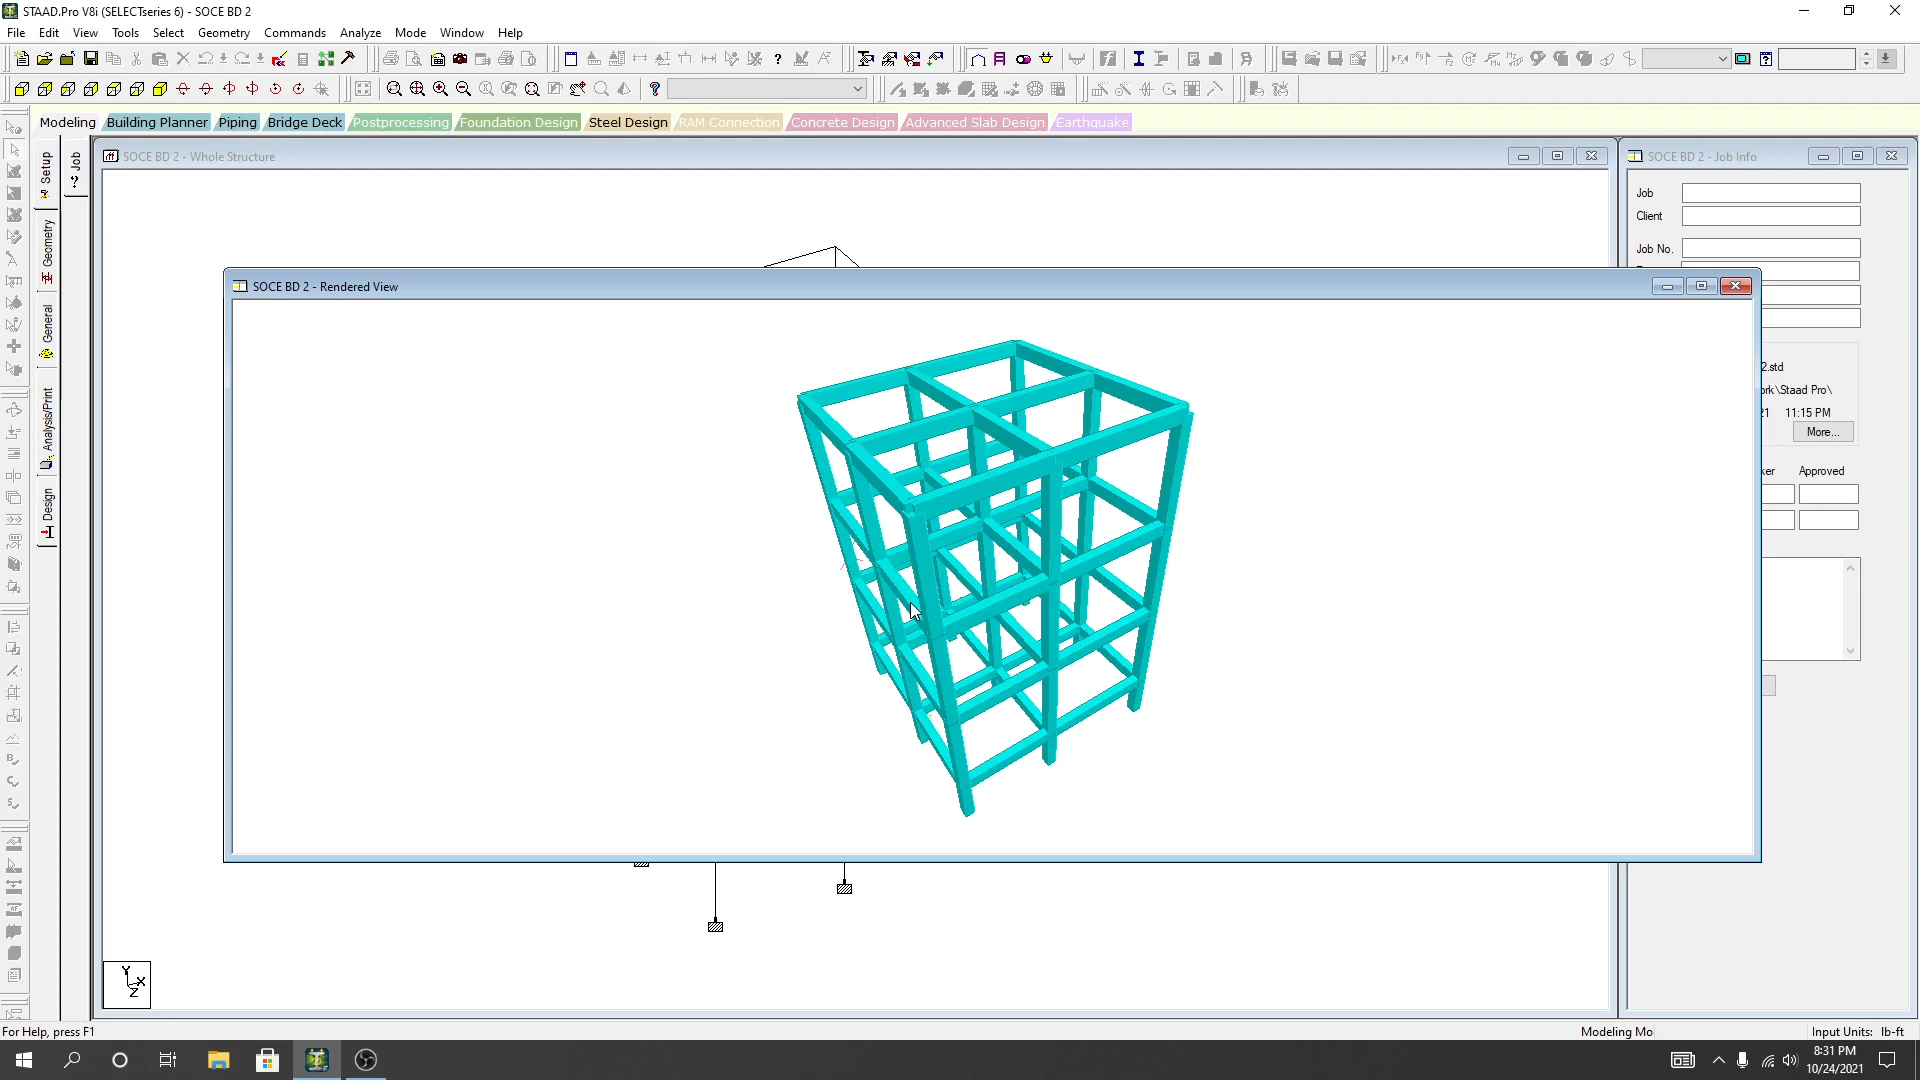 STAAD.Pro V8i (SELECTseries 6) - SOCE BD 2
File Edit View Tools Select Geometry Commands Analyze Mode Window Help
Modeling Building Planner Piping Bridge Deck Postprocessing Foundation Design Steel Design RAM Connection Concrete Design Advanced Slab Design Earthquake
Setup
Geometry
General
Analysis/Print
Design
Job
SOCE BD 2 - Whole Structure
SOCE BD 2 - Job Info
Job
Client
Job No.
SOCE BD 2 - Rendered View
2.std
ork\Staad Pro\
21 11:15 PM
More...
ker Approved
Y
X
Z
For Help, press F1
Modeling Mo
Input Units: lb-ft
8:31 PM
10/24/2021